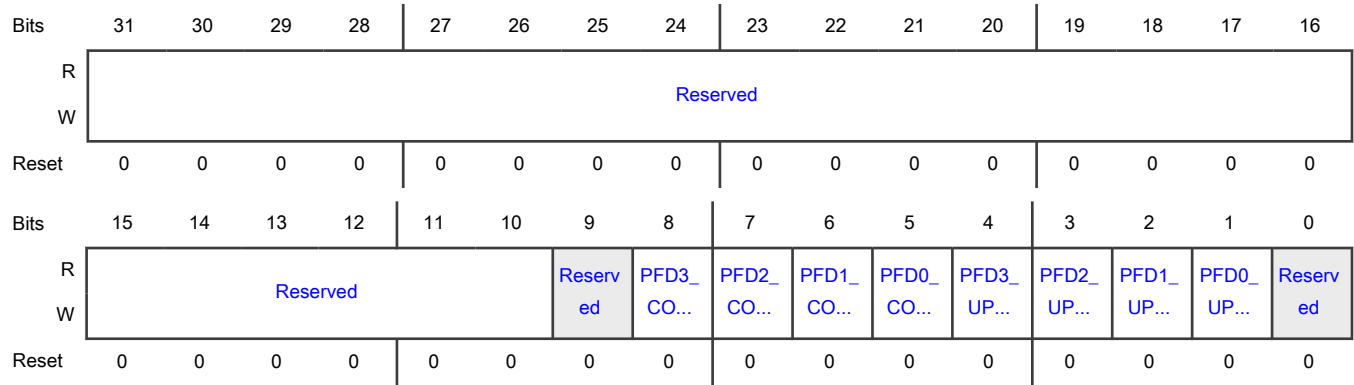 Bits 31 30 29 28 27 26 25 24 23 22 21 20 19 18 17 16
R
Reserved
W
Reset 0 0 0 0 0 0 0 0 0 0 0 0 0 0 0 0
Bits 15 14 13 12 11 10 9 8 7 6 5 4 3 2 1 0
R Reserv PFD3_ PFD2_ PFD1_ PFD0_ PFD3_ PFD2_ PFD1_ PFD0_ Reserv
Reserved
W ed CO... CO... CO... CO... UP... UP... UP... UP... ed
Reset 0 0 0 0 0 0 0 0 0 0 0 0 0 0 0 0